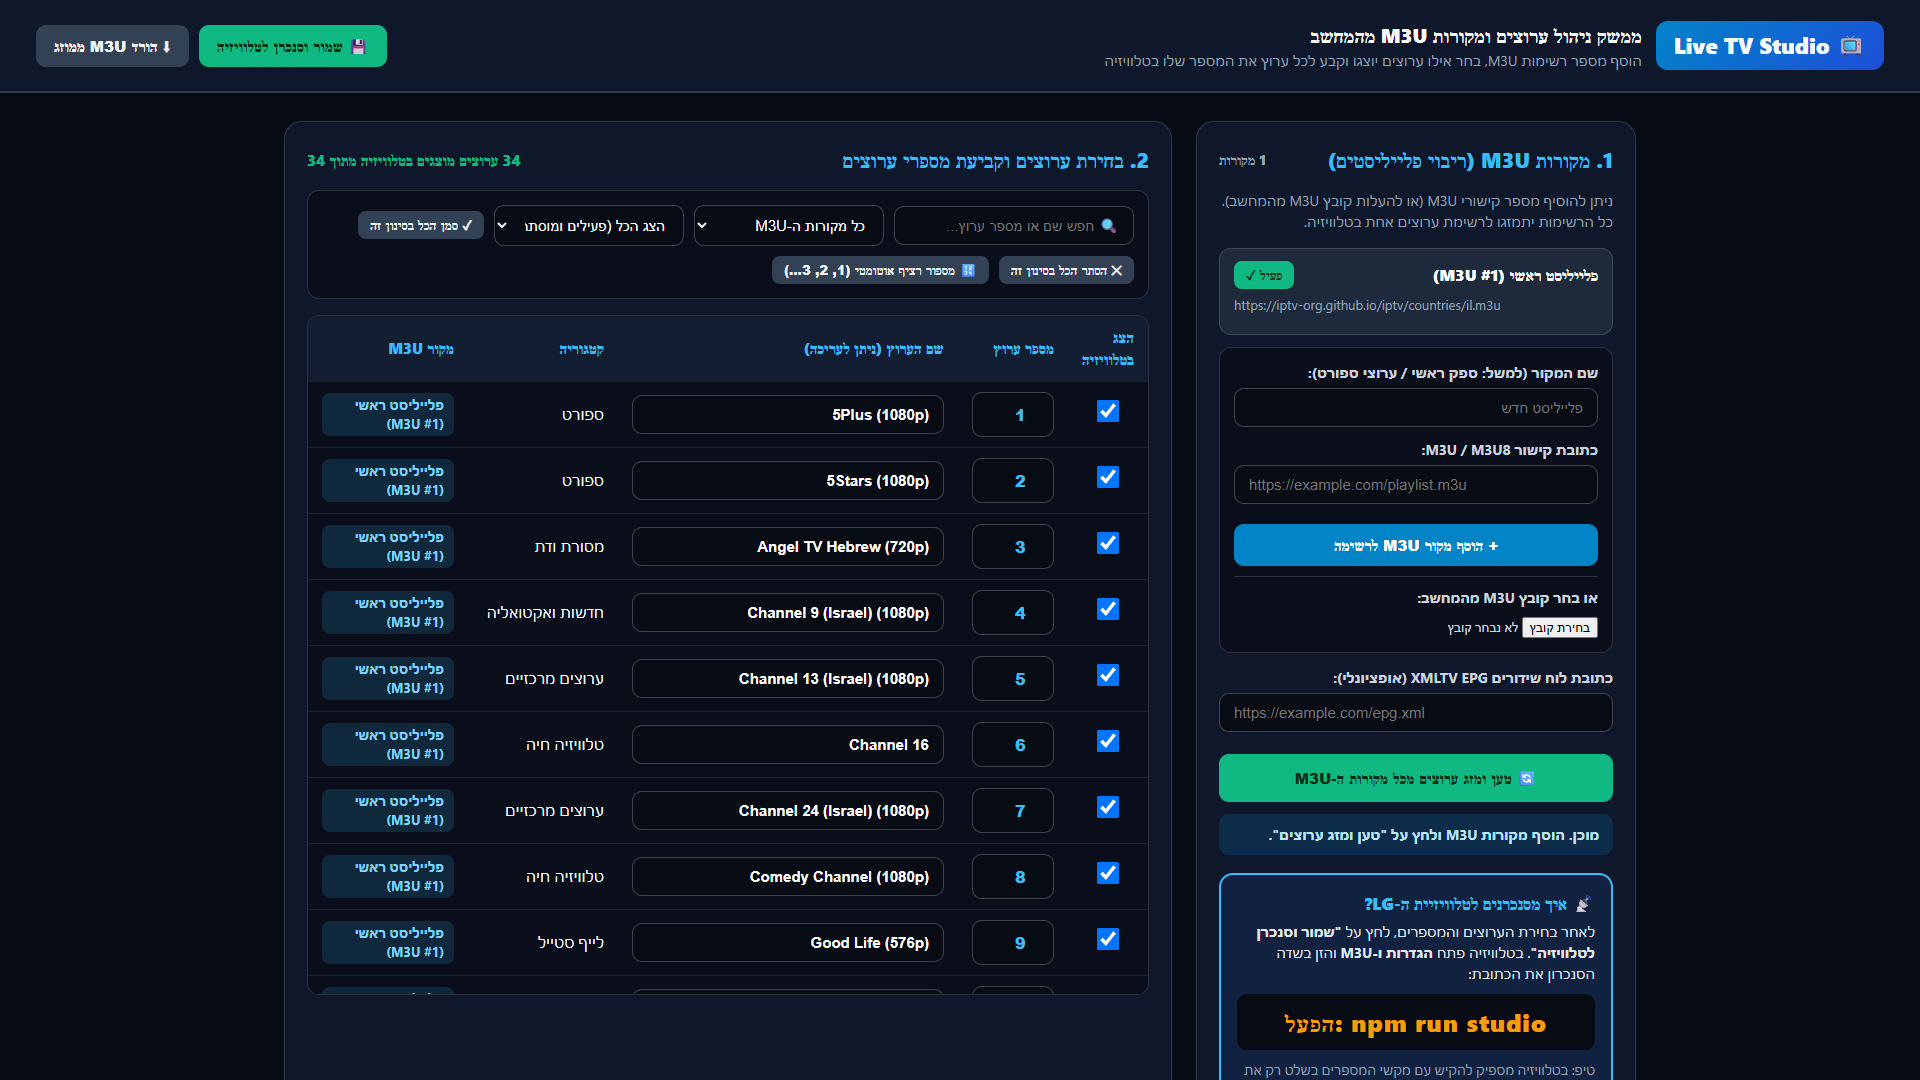 Live TV Studio
ממשק ניהול ערוצים ומקורות M3U מהמחשב
הוסף מספר רשימות M3U, בחר אילו ערוצים יוצגו וקבע לכל ערוץ את המספר שלו בטלוויזיה
שמור וסנכרן לטלוויזיה
⬇ הורד M3U ממוזג
1. מקורות M3U (ריבוי פלייליסטים)
1 מקורות
ניתן להוסיף מספר קישורי M3U (או להעלות קובץ M3U מהמחשב).
כל הרשימות יתמזגו לרשימת ערוצים אחת בטלוויזיה.
פלייליסט ראשי (M3U #1)
פעיל ✓
https://iptv-org.github.io/iptv/countries/il.m3u
שם המקור (למשל: ספק ראשי / ערוצי ספורט):
פלייליסט חדש
כתובת קישור M3U / M3U8:
https://example.com/playlist.m3u
+ הוסף מקור M3U לרשימה
או בחר קובץ M3U מהמחשב:
בחירת קובץ לא נבחר קובץ
כתובת לוח שידורים XMLTV EPG (אופציונלי):
https://example.com/epg.xml
טען ומזג ערוצים מכל מקורות ה-M3U
מוכן. הוסף מקורות M3U ולחץ על "טען ומזג ערוצים".
איך מסנכרנים לטלוויזיית ה-LG?
לאחר בחירת הערוצים והמספרים, לחץ על "שמור וסנכרן
לטלוויזיה". בטלוויזיה פתח הגדרות ו-M3U והזן בשדה
הסנכרון את הכתובת:
הפעל: npm run studio
טיפ: בטלוויזיה מספיק להקיש עם מקשי המספרים בשלט רק את
2. בחירת ערוצים וקביעת מספרי ערוצים
34 ערוצים מוצגים בטלוויזיה מתוך 34
חפש שם או מספר ערוץ...
כל מקורות ה-M3U
הצג הכל (פעילים ומוסתו
✓ סמן הכל בסינון זה
✕ הסתר הכל בסינון זה
מספור רציף אוטומטי (1, 2, 3...)
הצג
בטלוויזיה
מספר ערוץ
שם הערוץ (ניתן לעריכה)
קטגוריה
מקור M3U
1
5Plus (1080p)
ספורט
פלייליסט ראשי
(M3U #1)
2
5Stars (1080p)
ספורט
פלייליסט ראשי
(M3U #1)
3
Angel TV Hebrew (720p)
מסורת ודת
פלייליסט ראשי
(M3U #1)
4
Channel 9 (Israel) (1080p)
חדשות ואקטואליה
פלייליסט ראשי
(M3U #1)
5
Channel 13 (Israel) (1080p)
ערוצים מרכזיים
פלייליסט ראשי
(M3U #1)
6
Channel 16
טלוויזיה חיה
פלייליסט ראשי
(M3U #1)
7
Channel 24 (Israel) (1080p)
ערוצים מרכזיים
פלייליסט ראשי
(M3U #1)
8
Comedy Channel (1080p)
טלוויזיה חיה
פלייליסט ראשי
(M3U #1)
9
Good Life (576p)
לייף סטייל
פלייליסט ראשי
(M3U #1)